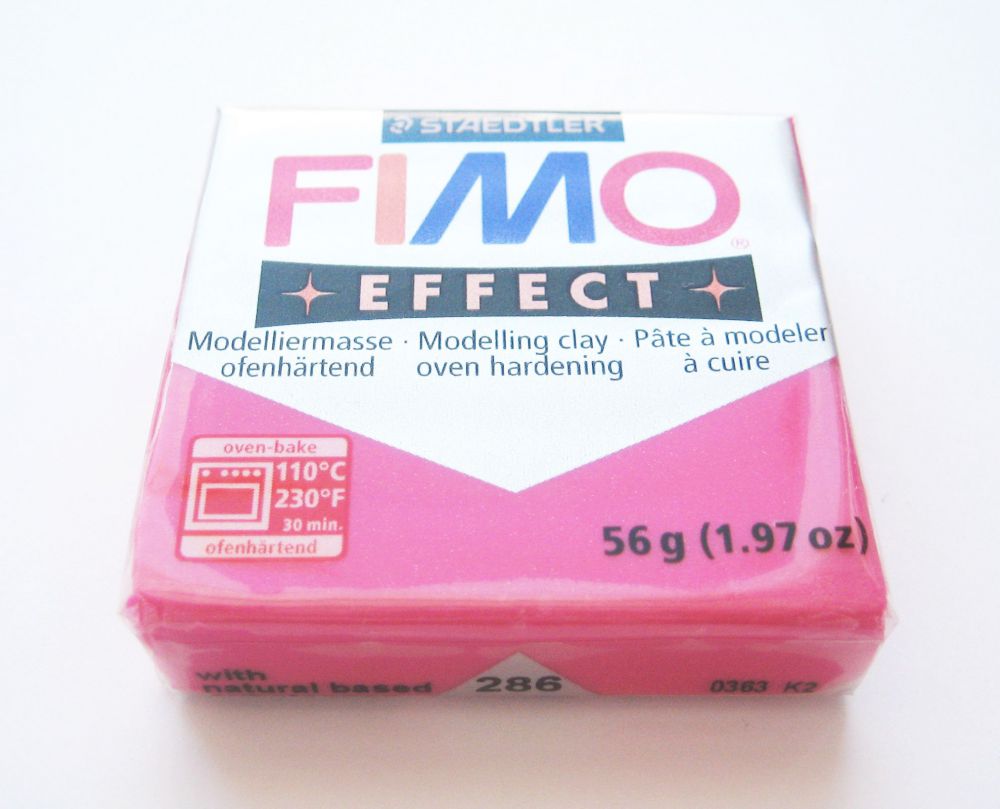 STAEDTLER
FIMO®
EFFECT
Modelliermasse · Modelling clay · Pâte à modeler
ofenhärtend oven hardening à cuire
oven-bake
110°C
230°F
30 min.
ofenhärtend
56 g (1.97 oz)
with
natural based
286
0363 K2